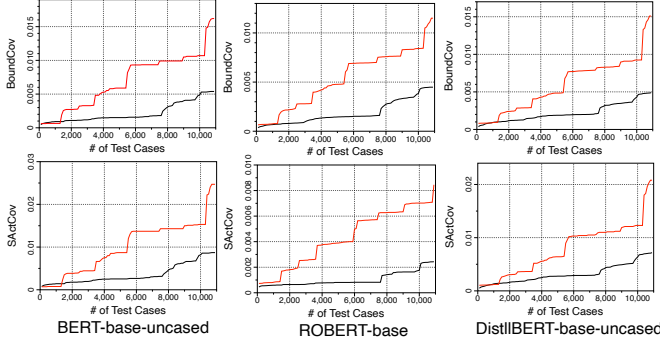 BoundCov
0
0.005
0.010
0.015
2,000 4,000 6,000 8,000 10,000
# of Test Cases
BoundCov
0
0.005
0.010
2,000 4,000 6,000 8,000 10,000
# of Test Cases
BoundCov
0
0.005
0.010
0.015
2,000 4,000 6,000 8,000 10,000
# of Test Cases
SActCov
0
0.01
0.02
0.03
2,000 4,000 6,000 8,000 10,000
# of Test Cases
BERT-base-uncased
SActCov
0
0.002
0.004
0.006
0.008
0.010
2,000 4,000 6,000 8,000 10,000
# of Test Cases
ROBERT-base
SActCov
0
0.01
0.02
2,000 4,000 6,000 8,000 10,000
# of Test Cases
DistllBERT-base-uncased